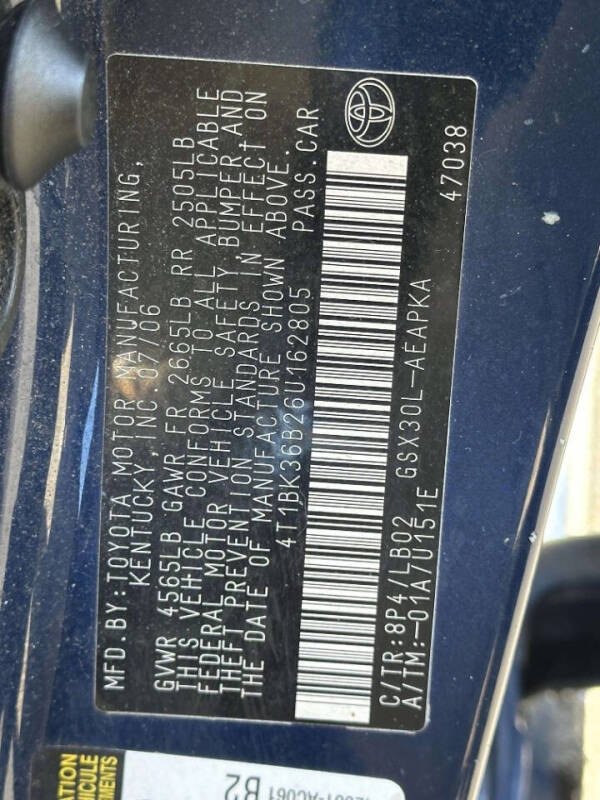 MFD.BY:TOYOTA MOTOR MANUFACTURING,
KENTUCKY, INC.07/06
GVWR 4565LB GAWR FR 2665LB RR 2505LB
THIS VEHICLE CONFORMS TO ALL APPLICABLE
FEDERAL MOTOR VEHICLE SAFETY, BUMPER, AND
THEFT PREVENTION STANDARDS IN EFFECT ON
THE DATE OF MANUFACTURE SHOWN ABOVE.
4T1BK36B26U162805 PASS.CAR
C/TR:8P4/LB02 GSX30L-AEAPKA
A/TM:-01A/U151E 47038
B2